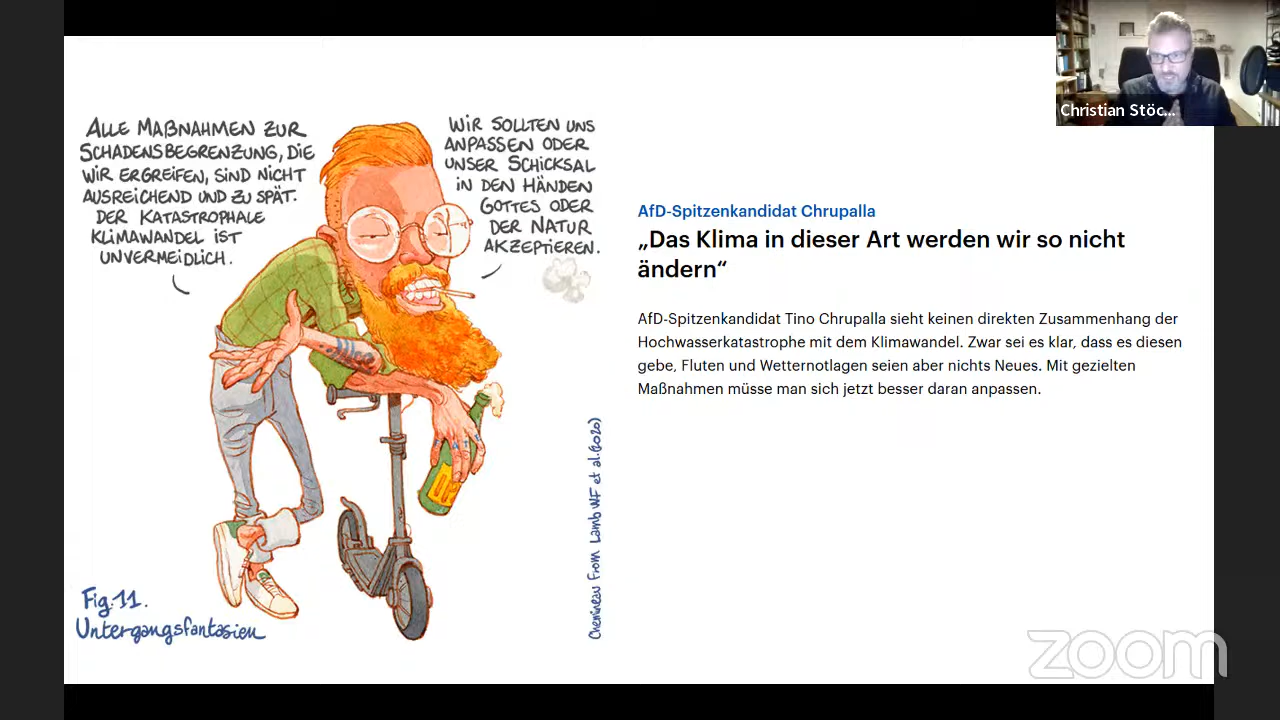 Christian Stöc...
ALLE MAẞNAHMEN ZUR
SCHADENSBEGRENZUNG, DIE
WIR ERGREIFEN, SIND NICHT
AUSREICHEND UND ZU SPÄT.
DER KATASTROPHALE
KLIMAWANDEL IST
UNVERMEIDLICH.
WIR SOLLTEN UNS
ANPASSEN ODER
UNSER SCHICKSAL
IN DEN HÄNDEN
GOTTES ODER
DER NATUR
AKZEPTIEREN.
Fig. 11.
Untergangsfantasien
Chemineau From Lamb WF et al. (2020)
AfD-Spitzenkandidat Chrupalla
„Das Klima in dieser Art werden wir so nicht
ändern“
AfD-Spitzenkandidat Tino Chrupalla sieht keinen direkten Zusammenhang der
Hochwasserkatastrophe mit dem Klimawandel. Zwar sei es klar, dass es diesen
gebe, Fluten und Wetternotlagen seien aber nichts Neues. Mit gezielten
Maßnahmen müsse man sich jetzt besser daran anpassen.
zoom